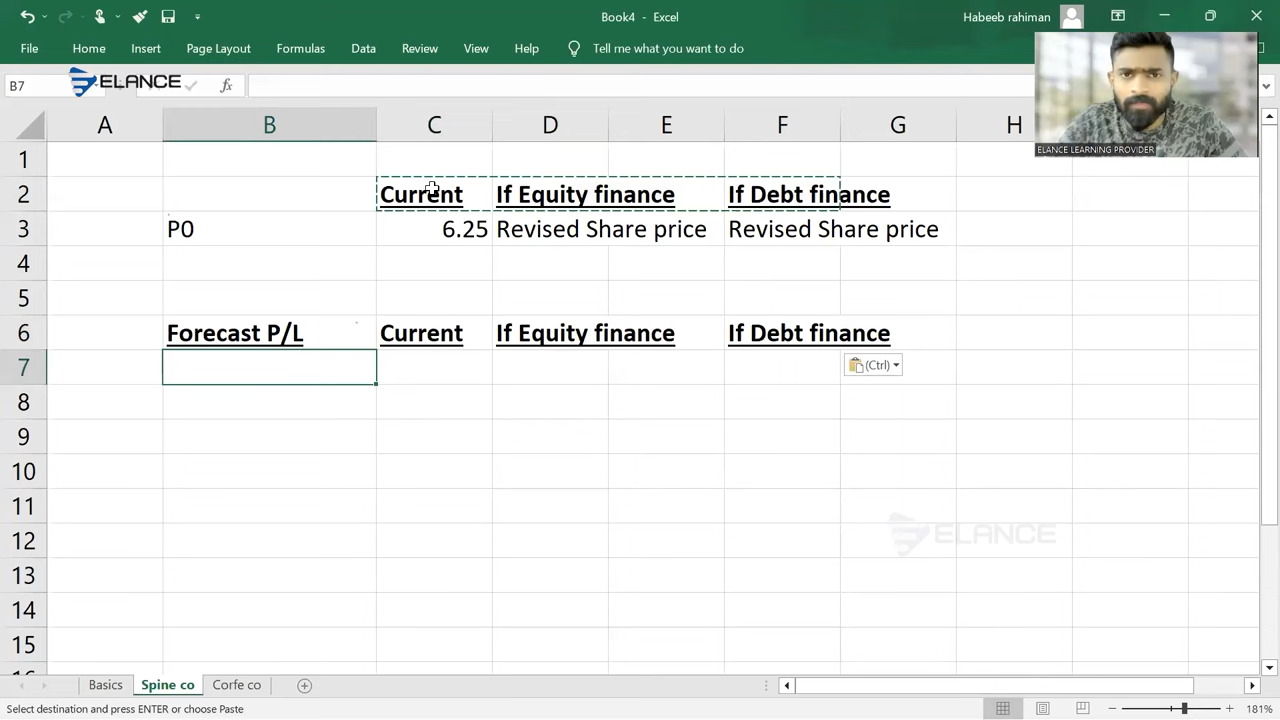 Book4 - Excel
Habeeb rahiman
File Home Insert Page Layout Formulas Data Review View Help Tell me what you want to do
B7
ELANCE
fx
ELANCE LEARNING PROVIDER
A B C D E F G H
1
2 Current If Equity finance If Debt finance
3 P0 6.25 Revised Share price Revised Share price
4
5
6 Forecast P/L Current If Equity finance If Debt finance
7 (Ctrl)
8
9
10
11
12 ELANCE
13
14
15
16
Basics Spine co Corfe co
Select destination and press ENTER or choose Paste 181%